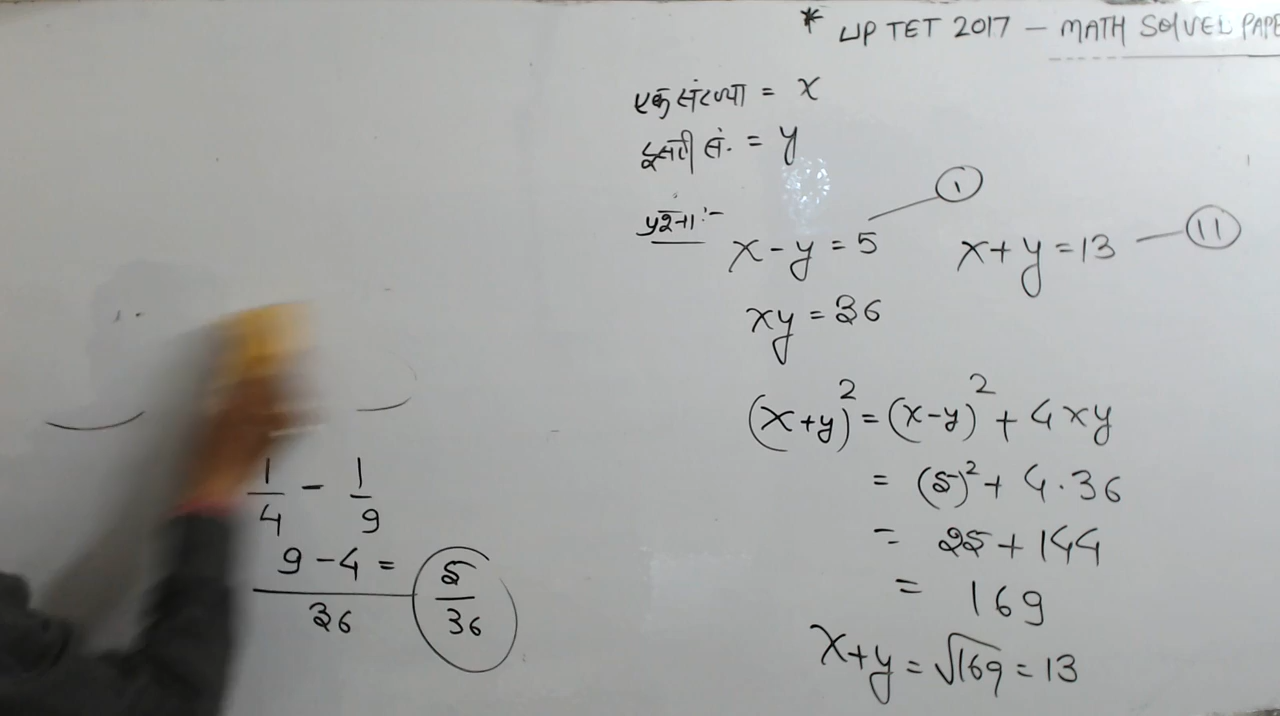 * UP TET 2017 – MATH SOLVEL PAPE
एक संख्या = x
दूसरी सं. = y
प्रश्न :-
x - y = 5 — (1)
x + y = 13 — (11)
xy = 36
(x+y)² = (x-y)² + 4xy
= (5)² + 4.36
= 25 + 144
= 169
x+y = √169 = 13
1/4 - 1/9
9-4/36 = 5/36